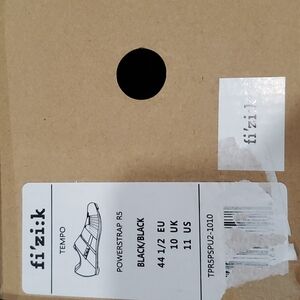 fi'zi:k
TEMPO
POWERSTRAP R5
BLACK/BLACK
44 1/2 EU
10 UK
11 US
TPR5PSPU2-1010
fi'zi:k